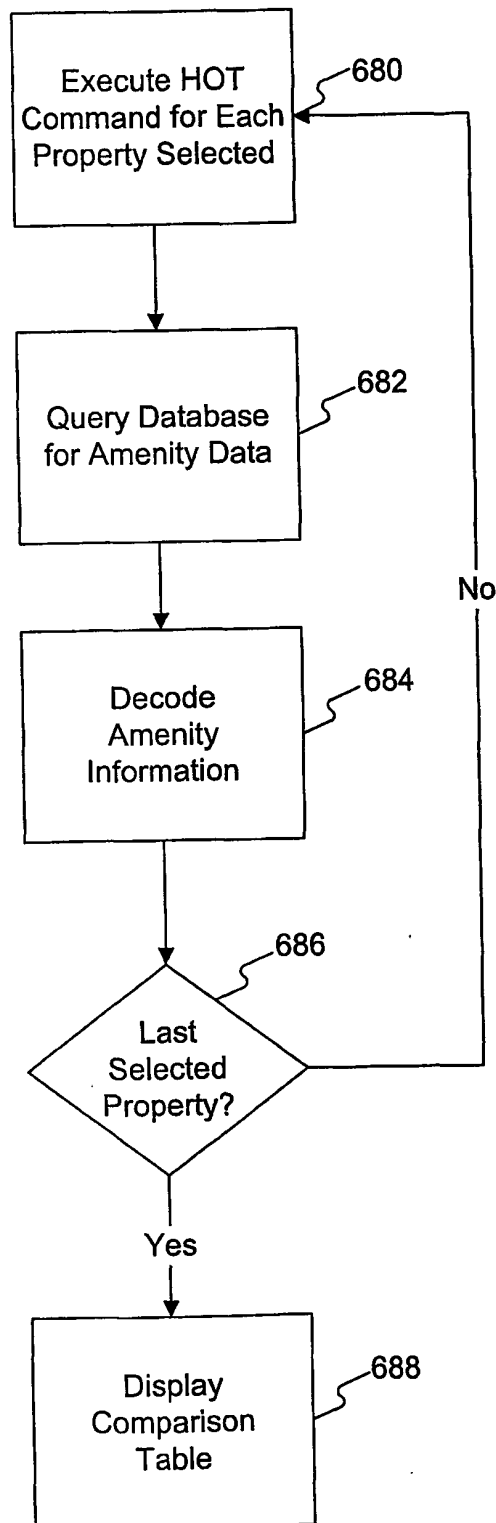 Execute HOT
Command for Each
Property Selected
680
Query Database
for Amenity Data
682
No
Decode
Amenity
Information
684
Last
Selected
Property?
686
Yes
Display
Comparison
Table
688